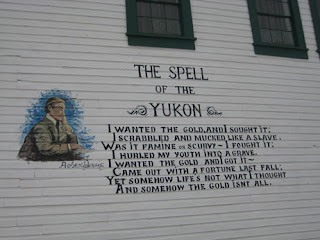 THE SPELL
OF THE
YUKON
I WANTED THE GOLD, AND I SOUGHT IT;
I SCRABBLED AND MUCKED LIKE A SLAVE.
WAS IT FAMINE OR SCURVY - I FOUGHT IT;
I HURLED MY YOUTH INTO A GRAVE.
I WANTED THE GOLD AND I GOT IT -
CAME OUT WITH A FORTUNE LAST FALL;
YET SOMEHOW LIFE'S NOT WHAT I THOUGHT
AND SOMEHOW THE GOLD ISNT ALL.